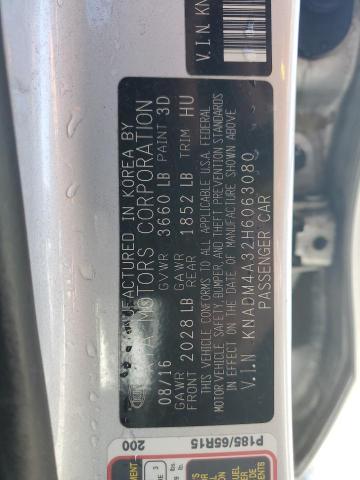 MANUFACTURED IN KOREA BY
KIA MOTORS CORPORATION
08/16 GVWR 3660 LB PAINT 3D
GAWR FRONT 2028 LB GAWR REAR 1852 LB TRIM HU
THIS VEHICLE CONFORMS TO ALL APPLICABLE U.S.A. FEDERAL
MOTOR VEHICLE SAFETY, BUMPER, AND THEFT PREVENTION STANDARDS
IN EFFECT ON THE DATE OF MANUFACTURE SHOWN ABOVE
V.I.N KNADM4A32H6063080
PASSENGER CAR
V.I.N. KN
200
P185/65R15